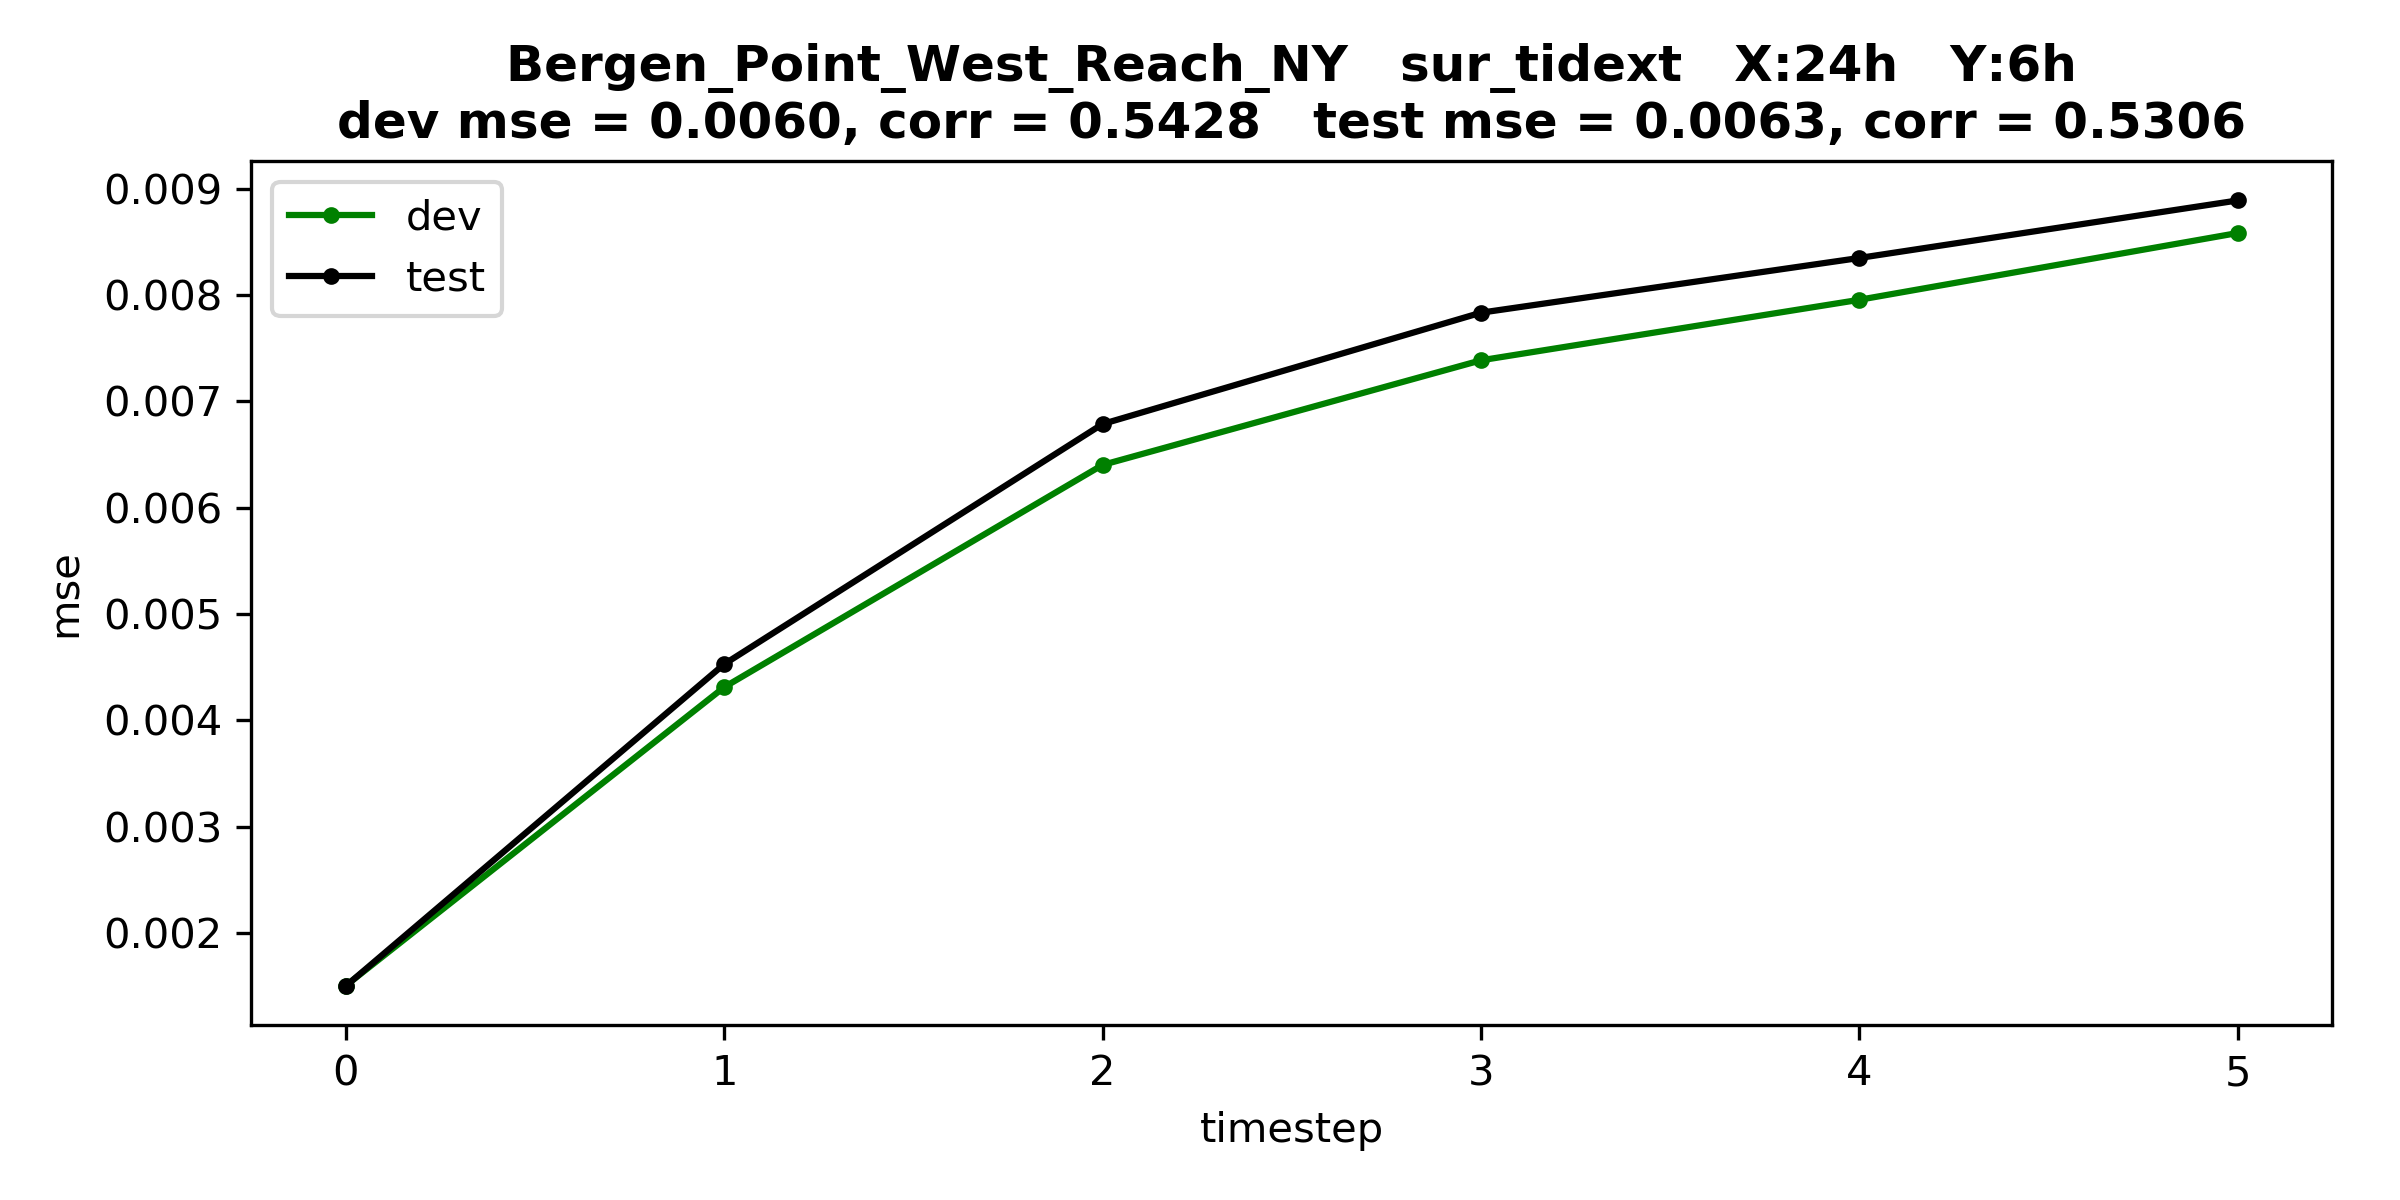 Bergen_Point_West_Reach_NY   sur_tidext   X:24h   Y:6h
dev mse = 0.0060, corr = 0.5428   test mse = 0.0063, corr = 0.5306
dev
test
0.009
0.008
0.007
0.006
0.005
0.004
0.003
0.002
mse
0 1 2 3 4 5
timestep